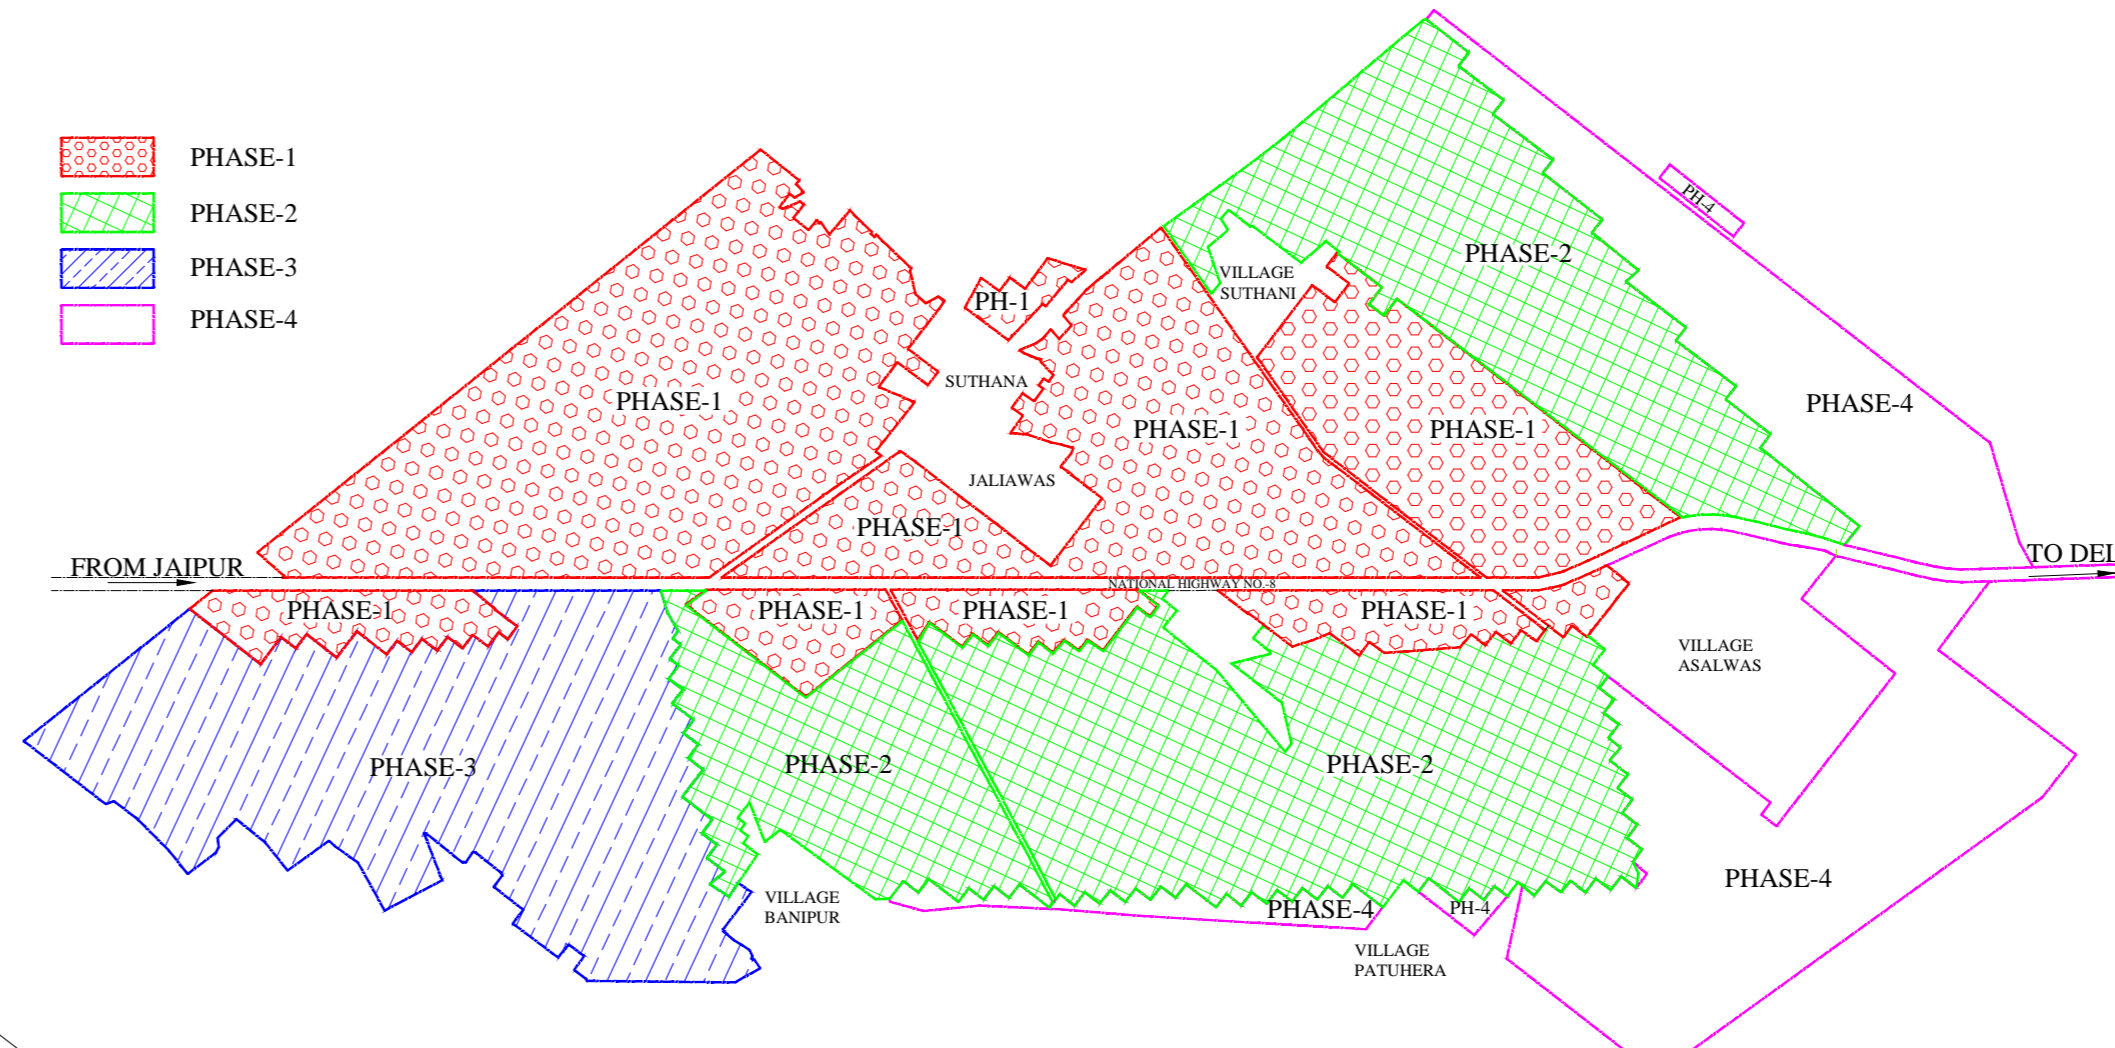 PHASE-1
PHASE-2
PHASE-3
PHASE-4
PH-4
PHASE-2
VILLAGE
SUTHANI
PH-1
SUTHANA
PHASE-1
PHASE-4
PHASE-1
PHASE-1
JALIAWAS
PHASE-1
FROM JAIPUR
TO DEL
NATIONAL HIGHWAY NO.-8
PHASE-1
PHASE-1
PHASE-1
PHASE-1
VILLAGE
ASALWAS
PHASE-3
PHASE-2
PHASE-2
PHASE-4
VILLAGE
BANIPUR
PHASE-4
PH-4
VILLAGE
PATUHERA